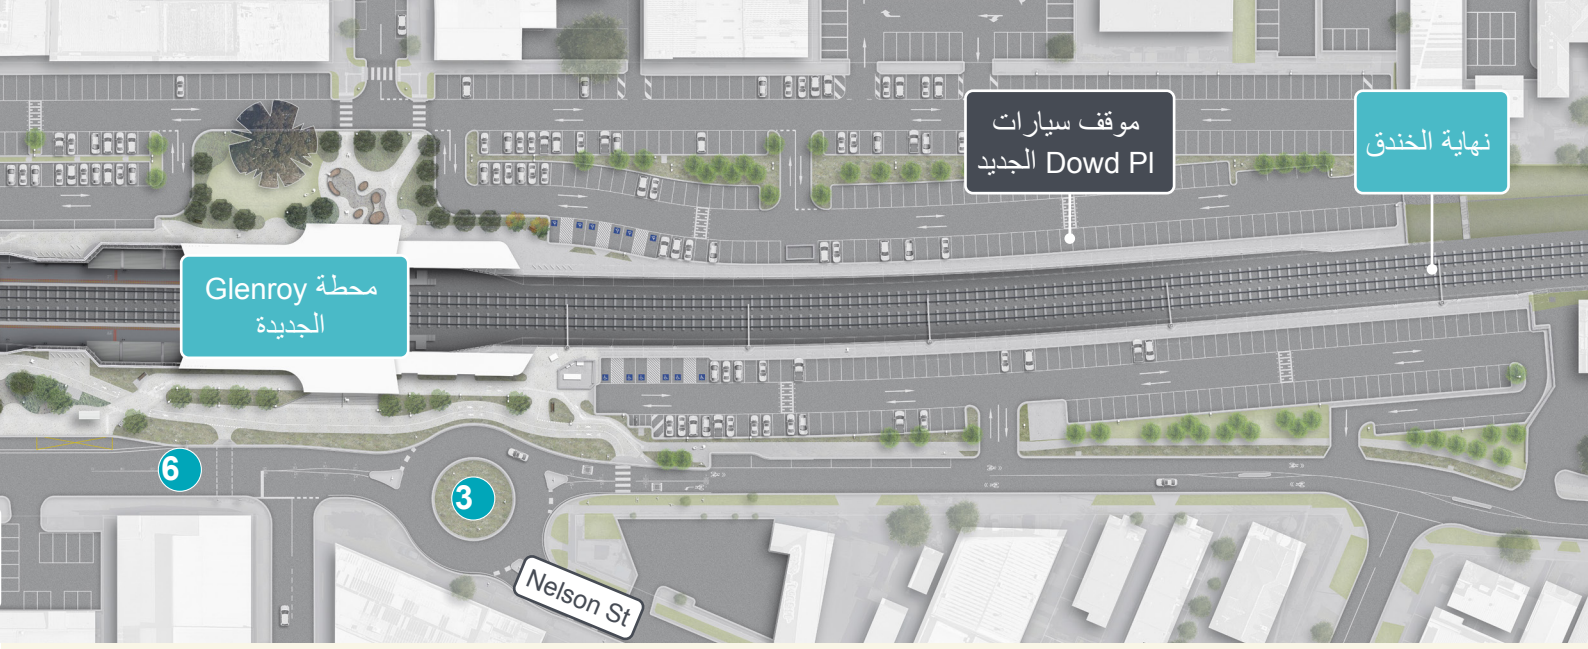 موقف سيارات
Dowd Pl الجديد
نهاية الخندق
محطة Glenroy
الجديدة
6
3
Nelson St